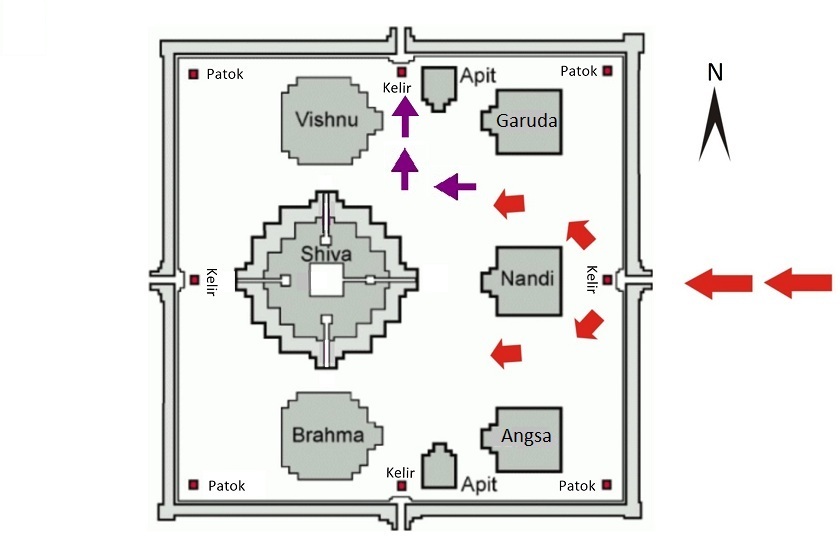 Patok
Kelir
Apit
Patok
N
Vishnu
Garuda
Shiva
Kelir
Nandi
Kelir
Brahma
Angsa
Patok
Kelir
Apit
Patok